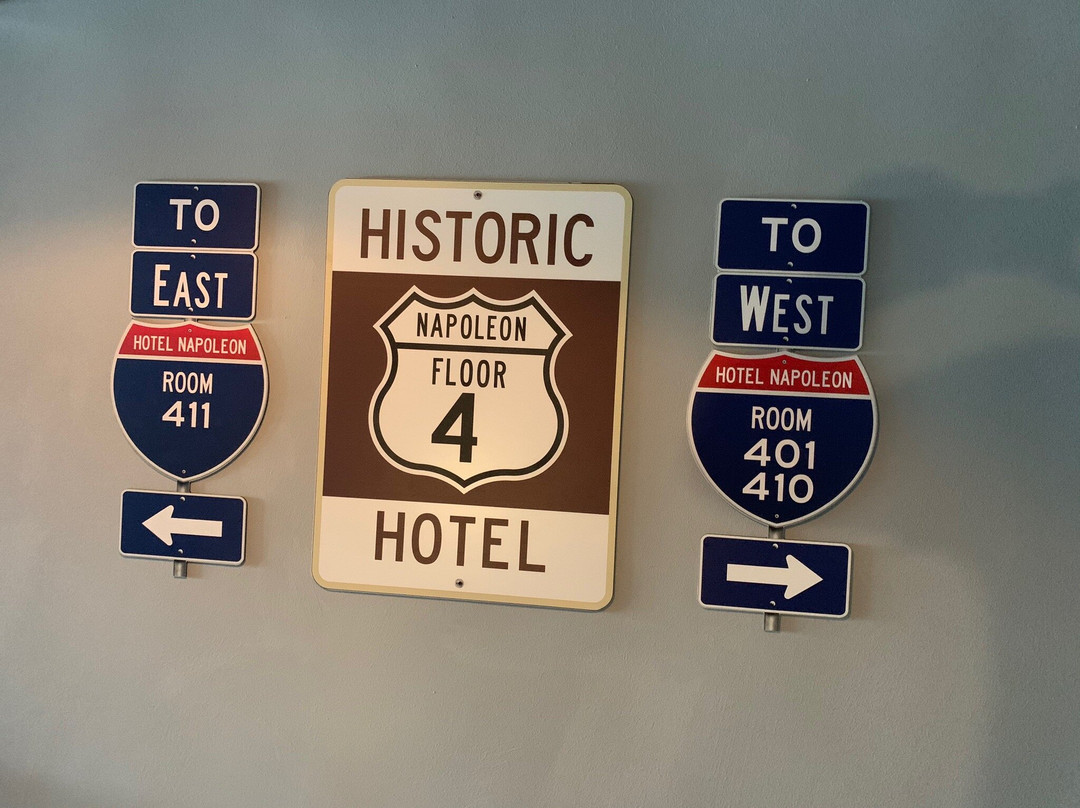 TO
EAST
HOTEL NAPOLEON
ROOM
411
HISTORIC
NAPOLEON
FLOOR
4
HOTEL
TO
WEST
HOTEL NAPOLEON
ROOM
401
410